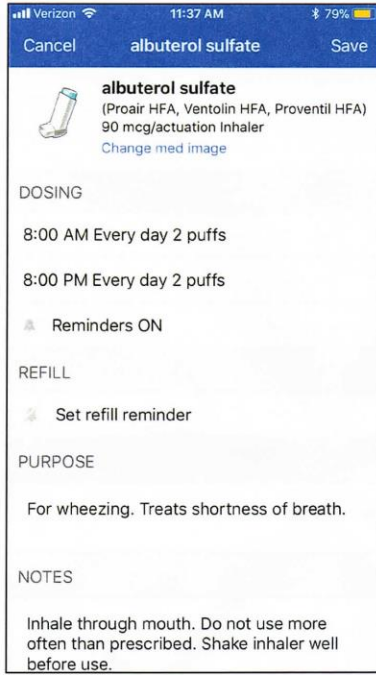 Verizon 11:37 AM 79%
Cancel albuterol sulfate Save
albuterol sulfate
(Proair HFA, Ventolin HFA, Proventil HFA)
90 mcg/actuation Inhaler
Change med image
DOSING
8:00 AM Every day 2 puffs
8:00 PM Every day 2 puffs
Reminders ON
REFILL
Set refill reminder
PURPOSE
For wheezing. Treats shortness of breath.
NOTES
Inhale through mouth. Do not use more
often than prescribed. Shake inhaler well
before use.